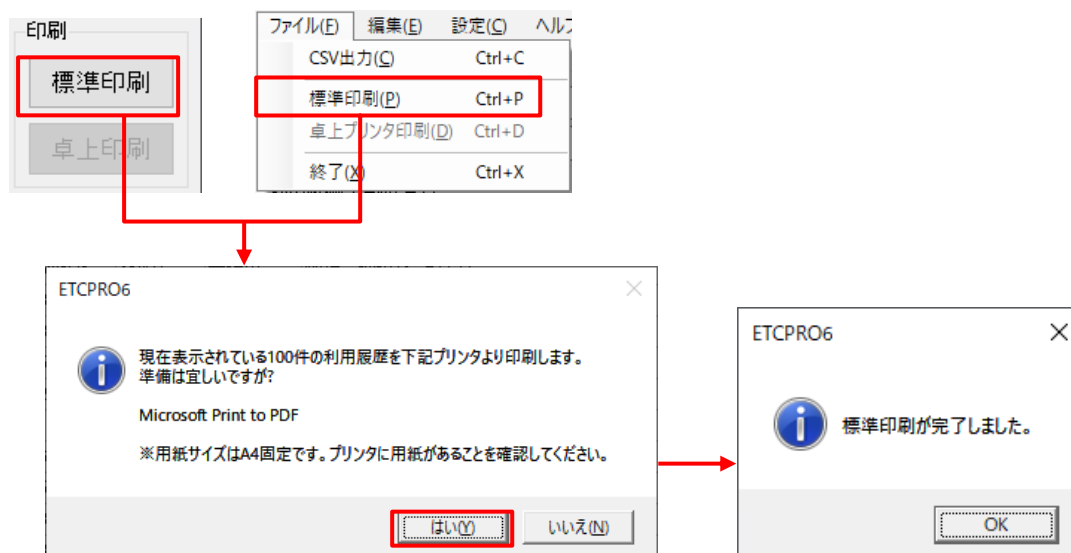 印刷
標準印刷
卓上印刷
ファイル(F) 編集(E) 設定(C) ヘル
CSV出力(C) Ctrl+C
標準印刷(P) Ctrl+P
卓上プリンタ印刷(D) Ctrl+D
終了(X) Ctrl+X
ETCPRO6
現在表示されている100件の利用履歴を下記プリンタより印刷します。
準備は宜しいですが?
Microsoft Print to PDF
※用紙サイズはA4固定です。プリンタに用紙があることを確認してください。
はい(Y) いいえ(N)
ETCPRO6
標準印刷が完了しました。
OK